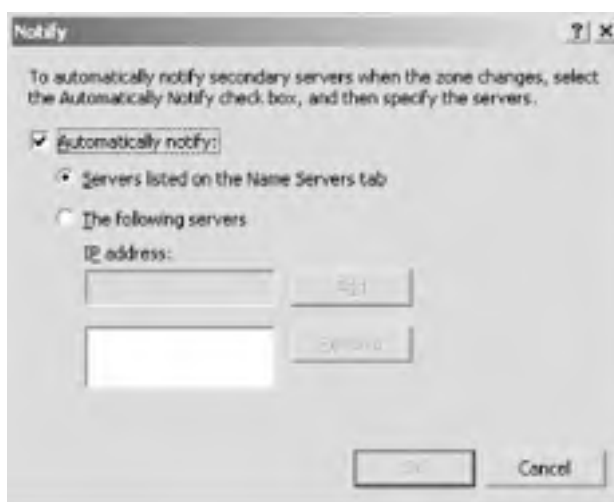 Notify
To automatically notify secondary servers when the zone changes, select
the Automatically Notify check box, and then specify the servers.
Automatically notify:
Servers listed on the Name Servers tab
The following servers
IP address:
Add
Remove
OK
Cancel